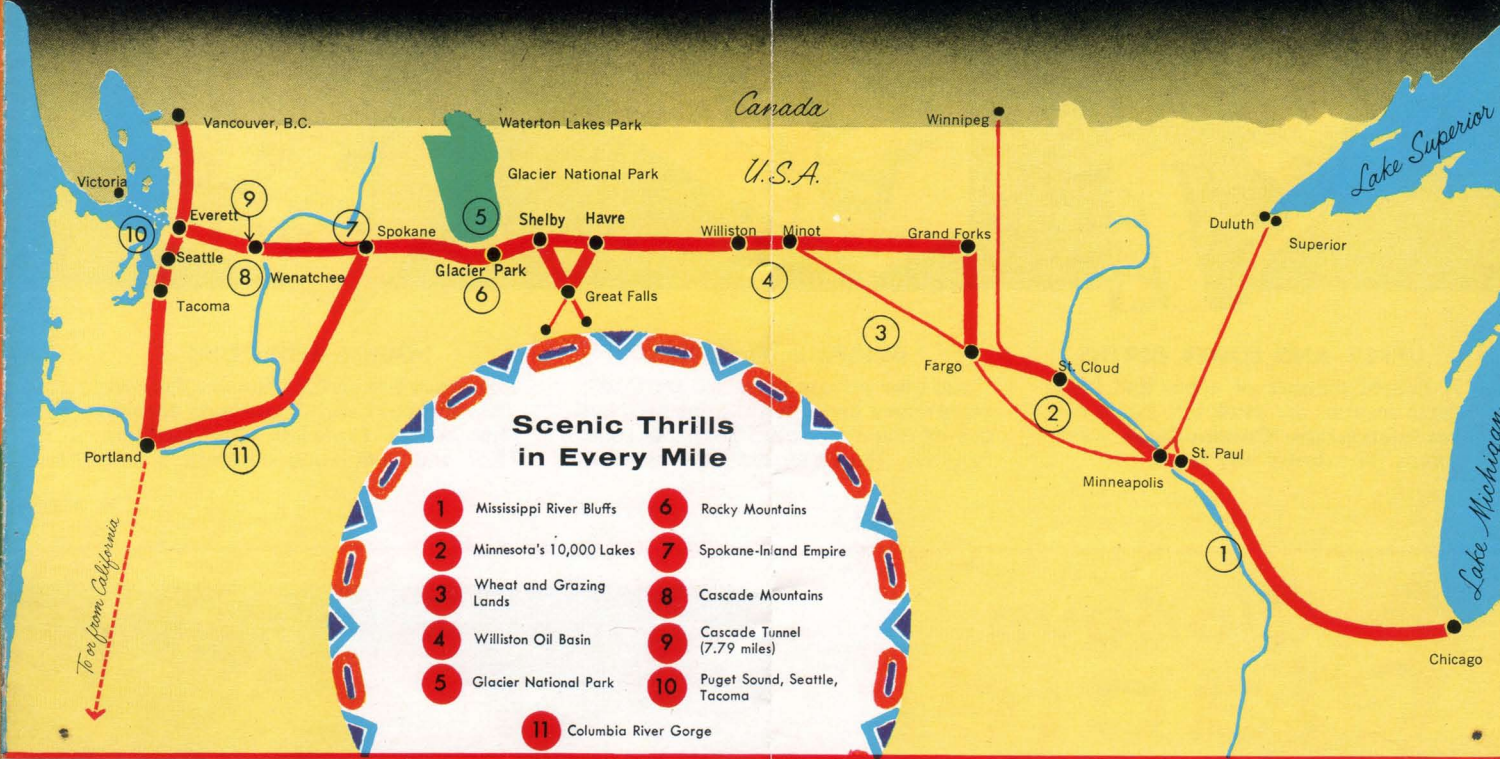 Canada
U.S.A.
Vancouver, B.C.
Waterton Lakes Park
Winnipeg
Lake Superior
Victoria
Glacier National Park
Everett
9
10
7
5
Spokane
Shelby
Havre
Williston
Minot
Grand Forks
Duluth
Superior
Seattle
8
Wenatchee
Glacier Park
6
4
Tacoma
Great Falls
3
Fargo
St. Cloud
2
Portland
11
St. Paul
Minneapolis
To or from California
1
Lake Michigan
Chicago
Scenic Thrills
in Every Mile
1 Mississippi River Bluffs
2 Minnesota's 10,000 Lakes
3 Wheat and Grazing
Lands
4 Williston Oil Basin
5 Glacier National Park
6 Rocky Mountains
7 Spokane-Inland Empire
8 Cascade Mountains
9 Cascade Tunnel
(7.79 miles)
10 Puget Sound, Seattle,
Tacoma
11 Columbia River Gorge